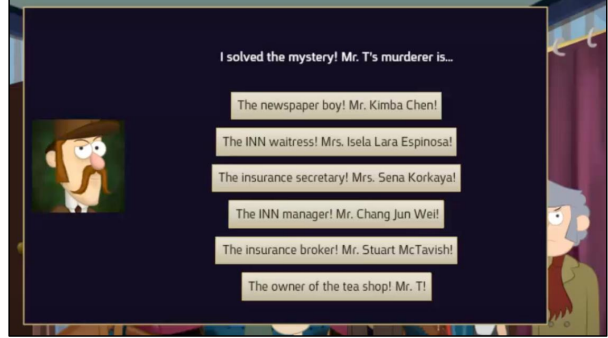 I solved the mystery! Mr. T's murderer is...
The newspaper boy! Mr. Kimba Chen!
The INN waitress! Mrs. Isela Lara Espinosa!
The insurance secretary! Mrs. Sena Korkaya!
The INN manager! Mr. Chang Jun Wei!
The insurance broker! Mr. Stuart McTavish!
The owner of the tea shop! Mr. T!